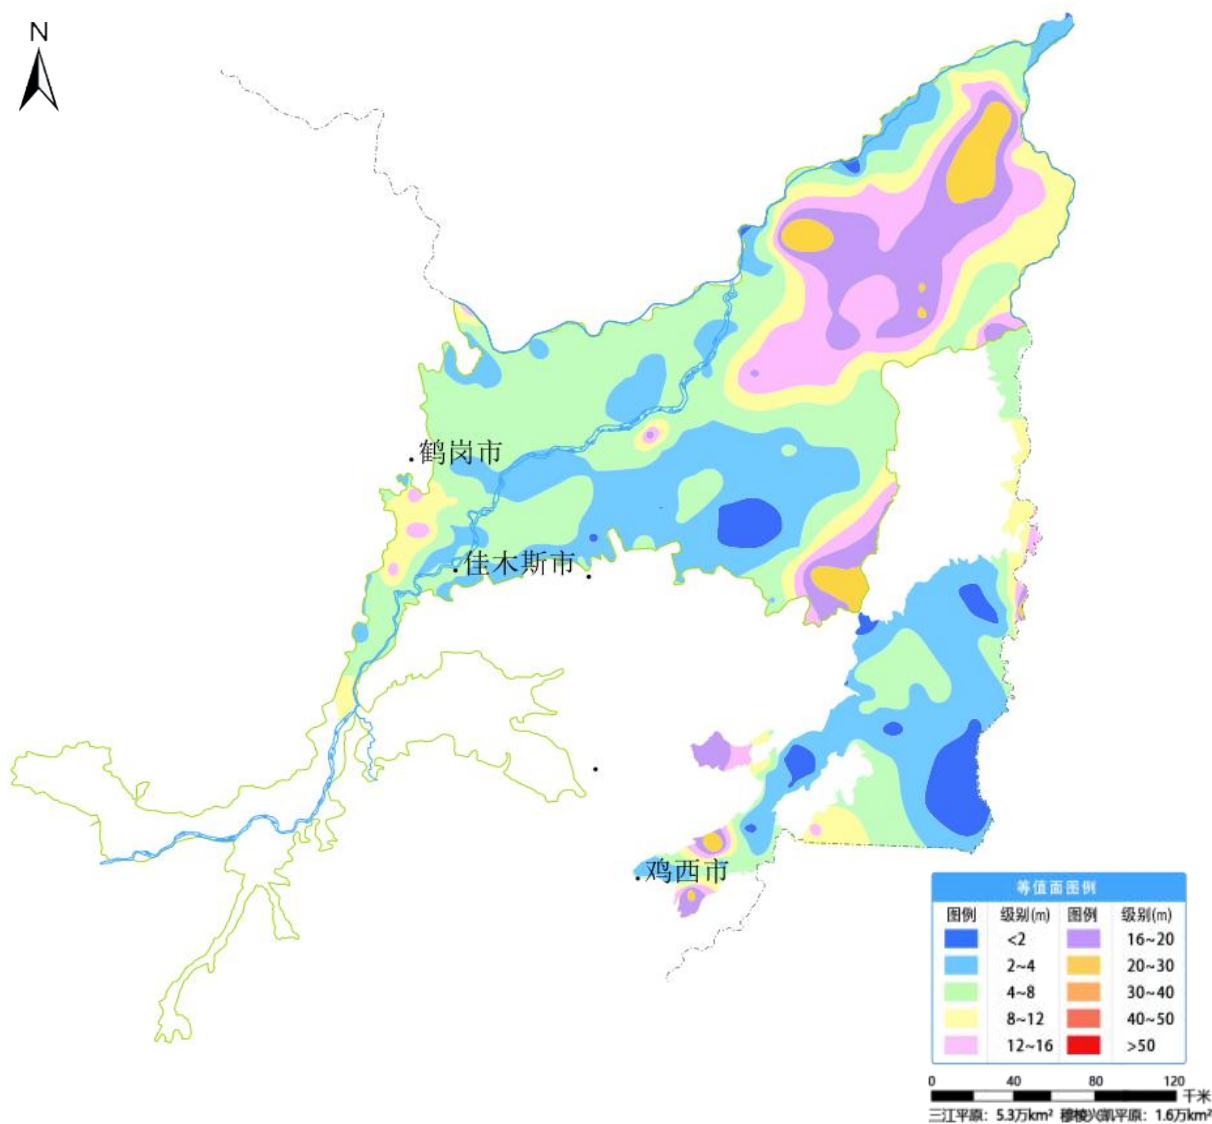 N
鹤岗市
佳木斯市
鸡西市
等值面图例
图例 级别(m) 图例 级别(m)
<2 16~20
2~4 20~30
4~8 30~40
8~12 40~50
12~16 >50
0 40 80 120
千米
三江平原：5.3万km² 穆棱兴凯平原：1.6万km²